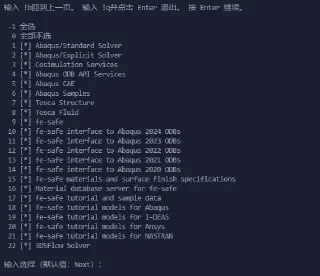 输入 !b回到上一页。 输入 !q并点击 Enter 退出。 按 Enter 继续。
-1 全选
0 全部不选
1 [*] Abaqus/Standard Solver
2 [*] Abaqus/Explicit Solver
3 [*] Cosimulation Services
4 [*] Abaqus ODB API Services
5 [*] Abaqus CAE
6 [*] Abaqus Samples
7 [*] Tosca Structure
8 [*] Tosca Fluid
9 [*] fe-safe
10 [*] fe-safe interface to Abaqus 2024 ODBs
11 [*] fe-safe interface to Abaqus 2023 ODBs
12 [*] fe-safe interface to Abaqus 2022 ODBs
13 [*] fe-safe interface to Abaqus 2021 ODBs
14 [*] fe-safe interface to Abaqus 2020 ODBs
15 [*] fe-safe materials and surface finish specifications
16 [*] Material database server for fe-safe
17 [*] fe-safe tutorial and sample data
18 [*] fe-safe tutorial models for Abaqus
19 [*] fe-safe tutorial models for I-DEAS
20 [*] fe-safe tutorial models for Ansys
21 [*] fe-safe tutorial models for NASTRAN
22 [*] 3DSFlow Solver
输入选择（默认值: Next）: